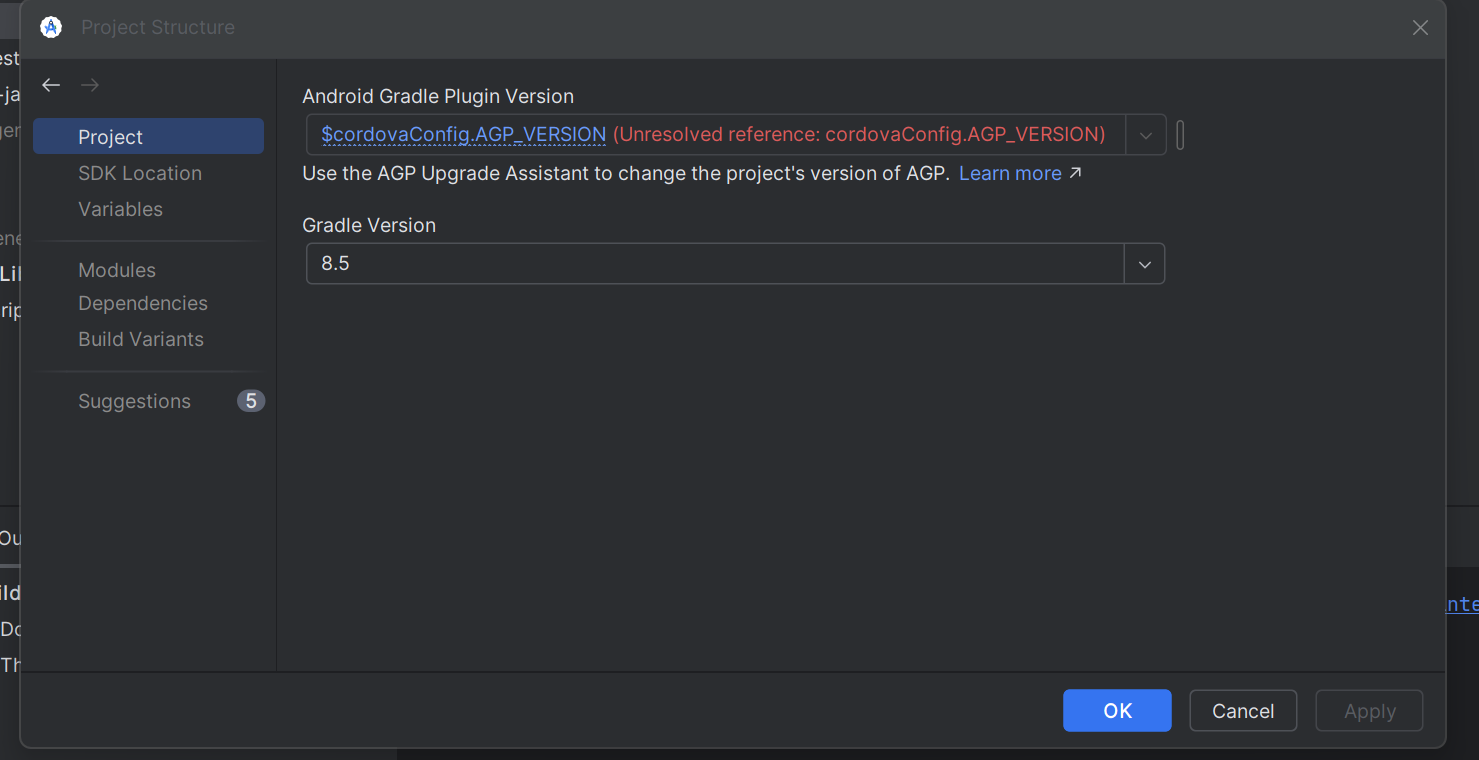 Project Structure
Android Gradle Plugin Version
$cordovaConfig.AGP_VERSION (Unresolved reference: cordovaConfig.AGP_VERSION)
Use the AGP Upgrade Assistant to change the project's version of AGP. Learn more ↗
Gradle Version
8.5
Project
SDK Location
Variables
Modules
Dependencies
Build Variants
Suggestions 5
OK Cancel Apply